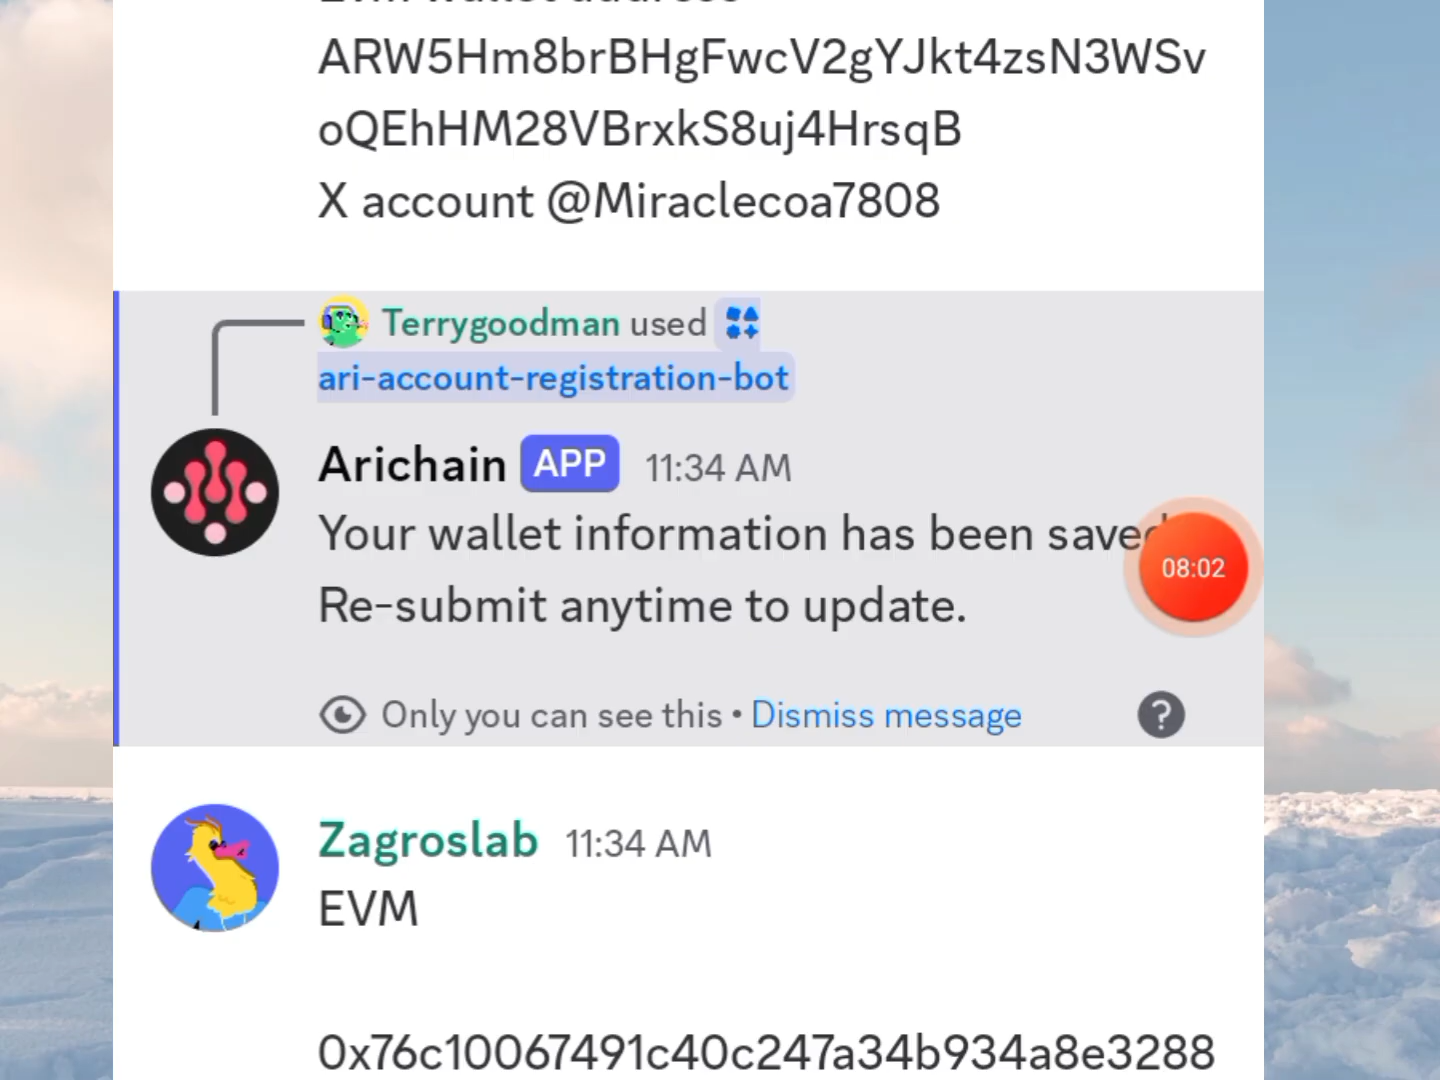 ARW5Hm8brBHgFwcV2gYJkt4zsN3WSv
oQEhHM28VBrxkS8uj4HrsqB
X account @Miraclecoa7808
Terrygoodman used
ari-account-registration-bot
Arichain APP 11:34 AM
Your wallet information has been saved
08:02
Re-submit anytime to update.
Only you can see this • Dismiss message
Zagroslab 11:34 AM
EVM
0x76c10067491c40c247a34b934a8e3288